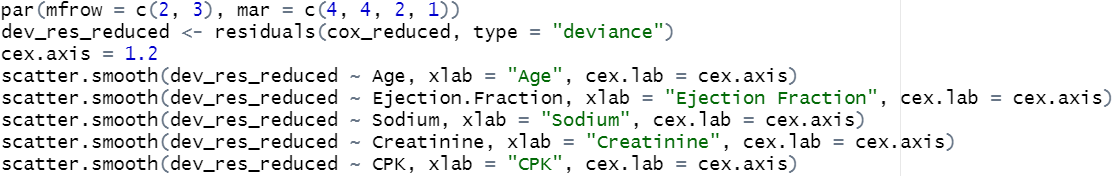 par(mfrow = c(2, 3), mar = c(4, 4, 2, 1))
dev_res_reduced <- residuals(cox_reduced, type = "deviance")
cex.axis = 1.2
scatter.smooth(dev_res_reduced ~ Age, xlab = "Age", cex.lab = cex.axis)
scatter.smooth(dev_res_reduced ~ Ejection.Fraction, xlab = "Ejection Fraction", cex.lab = cex.axis)
scatter.smooth(dev_res_reduced ~ Sodium, xlab = "Sodium", cex.lab = cex.axis)
scatter.smooth(dev_res_reduced ~ Creatinine, xlab = "Creatinine", cex.lab = cex.axis)
scatter.smooth(dev_res_reduced ~ CPK, xlab = "CPK", cex.lab = cex.axis)